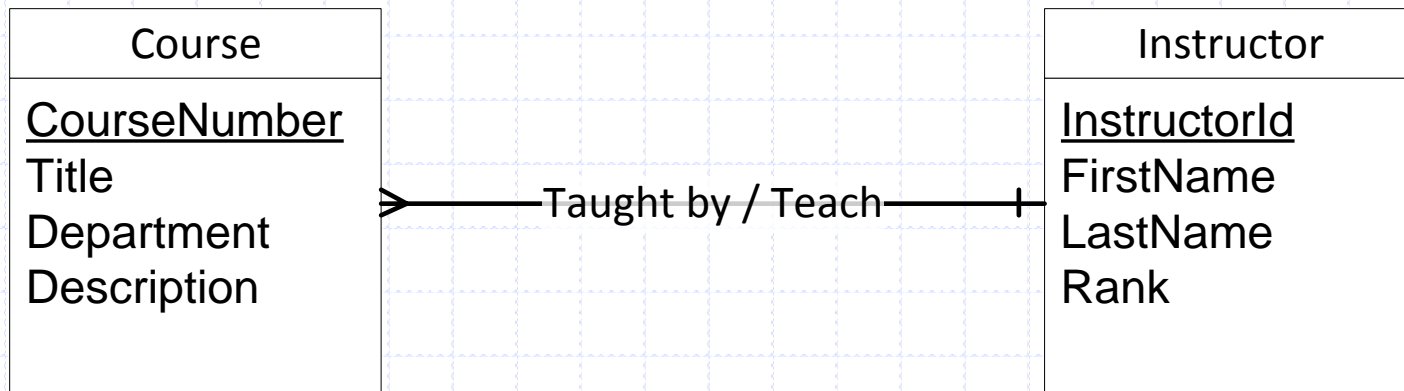 Course
CourseNumber
Title
Department
Description
Taught by / Teach
Instructor
InstructorId
FirstName
LastName
Rank